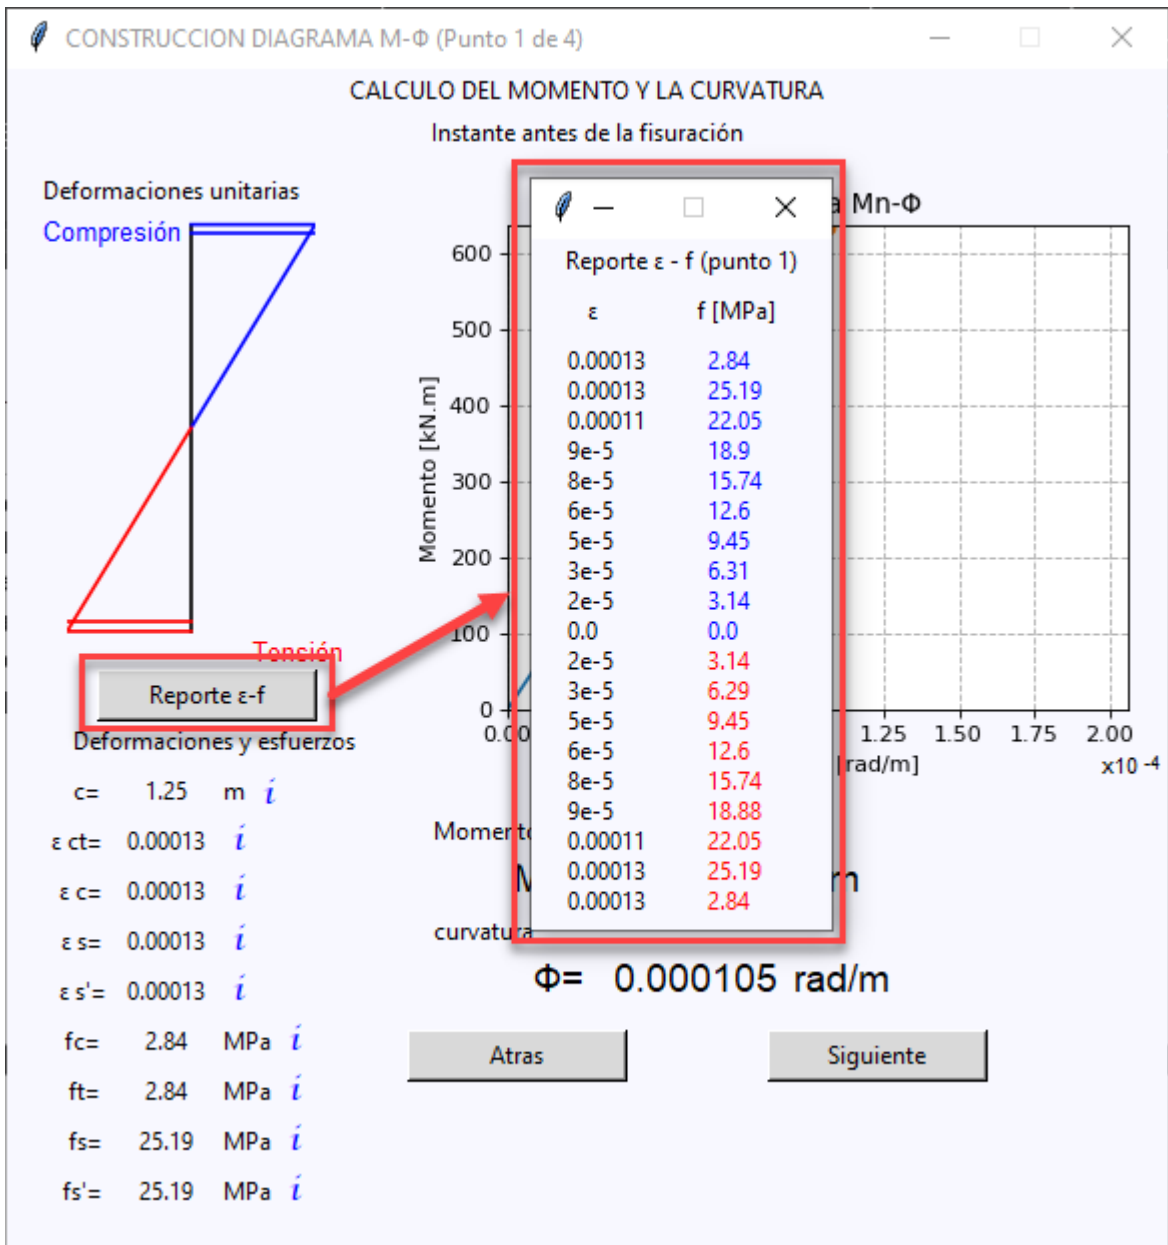 CONSTRUCCION DIAGRAMA M-Φ (Punto 1 de 4)
CALCULO DEL MOMENTO Y LA CURVATURA
Instante antes de la fisuración
Deformaciones unitarias
Compresión
Tensión
Reporte ε-f
Deformaciones y esfuerzos
c= 1.25 m i
ε ct= 0.00013 i
ε c= 0.00013 i
ε s= 0.00013 i
ε s'= 0.00013 i
fc= 2.84 MPa i
ft= 2.84 MPa i
fs= 25.19 MPa i
fs'= 25.19 MPa i
a Mn-Φ
Momento [kN.m]
600
500
400
300
200
100
0
0.00
1.25 1.50 1.75 2.00
[rad/m]
x10 -4
Reporte ε - f (punto 1)
ε f [MPa]
0.00013 2.84
0.00013 25.19
0.00011 22.05
9e-5 18.9
8e-5 15.74
6e-5 12.6
5e-5 9.45
3e-5 6.31
2e-5 3.14
0.0 0.0
2e-5 3.14
3e-5 6.29
5e-5 9.45
6e-5 12.6
8e-5 15.74
9e-5 18.88
0.00011 22.05
0.00013 25.19
0.00013 2.84
Momento
m
curvatura
Φ= 0.000105 rad/m
Atras
Siguiente